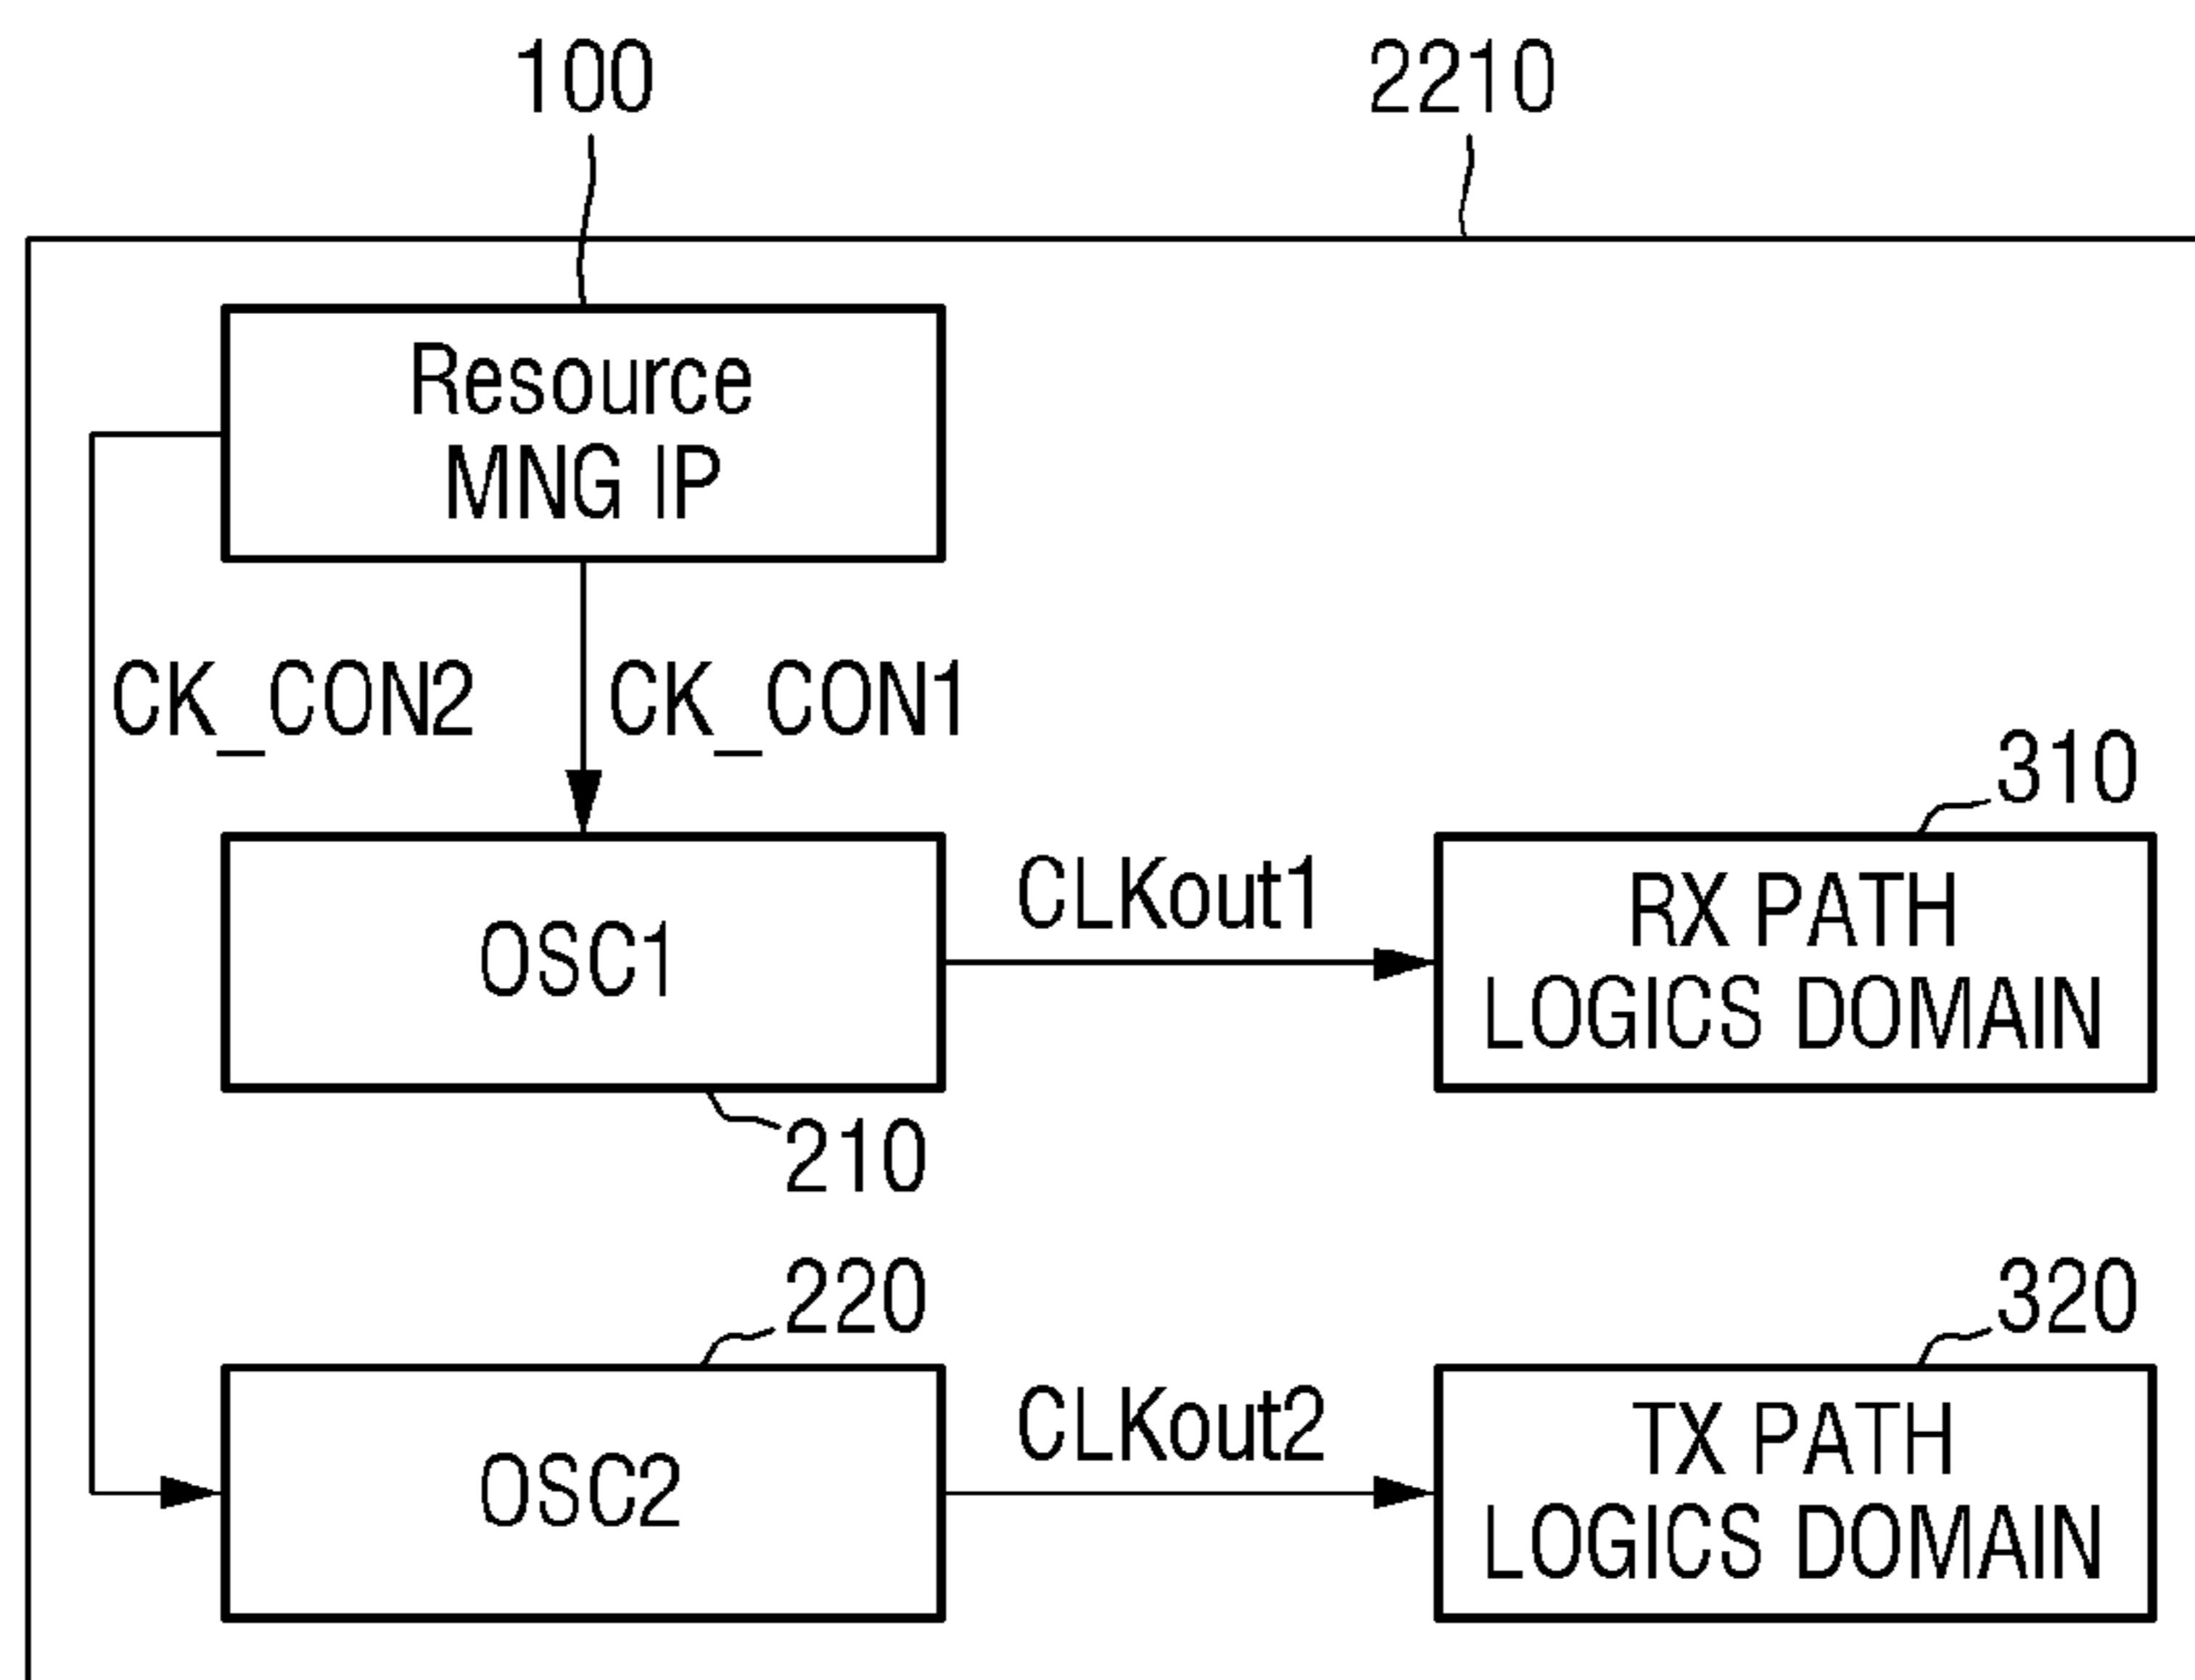 100
2210
Resource
MNG IP
CK_CON2
CK_CON1
310
OSC1
CLKout1
RX PATH
LOGICS DOMAIN
210
220
320
OSC2
CLKout2
TX PATH
LOGICS DOMAIN